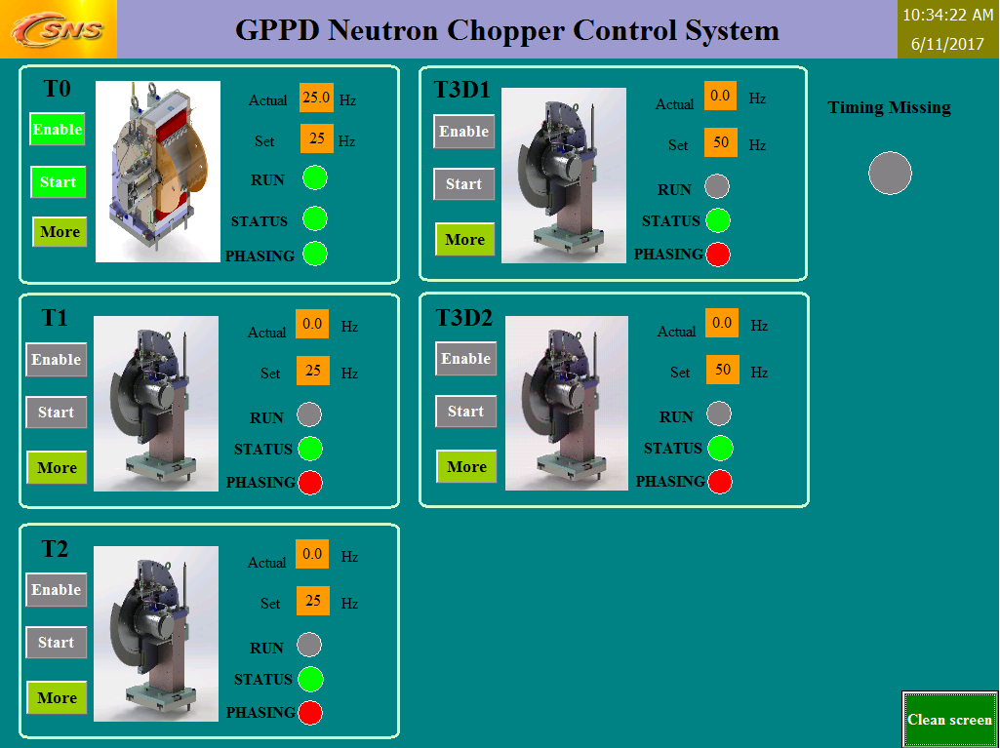 CSNS
GPPD Neutron Chopper Control System
10:34:22 AM
6/11/2017
T0
Enable
Start
More
Actual 25.0 Hz
Set 25 Hz
RUN
STATUS
PHASING
T3D1
Enable
Start
More
Actual 0.0 Hz
Set 50 Hz
RUN
STATUS
PHASING
Timing Missing
T1
Enable
Start
More
Actual 0.0 Hz
Set 25 Hz
RUN
STATUS
PHASING
T3D2
Enable
Start
More
Actual 0.0 Hz
Set 50 Hz
RUN
STATUS
PHASING
T2
Enable
Start
More
Actual 0.0 Hz
Set 25 Hz
RUN
STATUS
PHASING
Clean screen